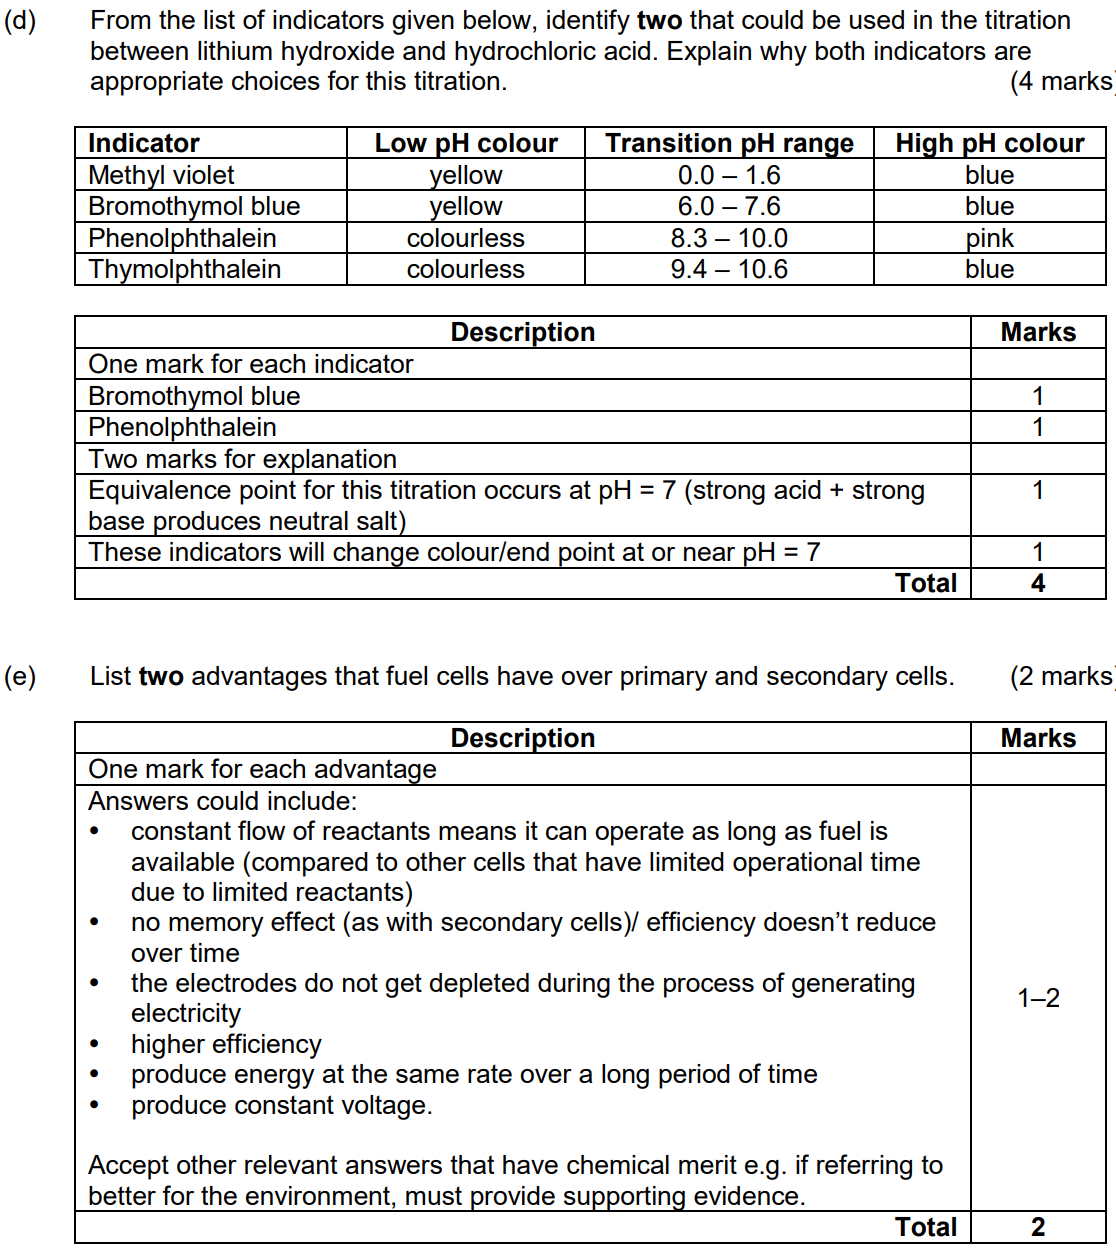 (d) From the list of indicators given below, identify two that could be used in the titration
between lithium hydroxide and hydrochloric acid. Explain why both indicators are
appropriate choices for this titration. (4 marks)
Indicator Low pH colour Transition pH range High pH colour
Methyl violet yellow 0.0 – 1.6 blue
Bromothymol blue yellow 6.0 – 7.6 blue
Phenolphthalein colourless 8.3 – 10.0 pink
Thymolphthalein colourless 9.4 – 10.6 blue
Description Marks
One mark for each indicator
Bromothymol blue 1
Phenolphthalein 1
Two marks for explanation
Equivalence point for this titration occurs at pH = 7 (strong acid + strong 1
base produces neutral salt)
These indicators will change colour/end point at or near pH = 7 1
Total 4
(e) List two advantages that fuel cells have over primary and secondary cells. (2 marks)
Description Marks
One mark for each advantage
Answers could include:
• constant flow of reactants means it can operate as long as fuel is
available (compared to other cells that have limited operational time
due to limited reactants)
• no memory effect (as with secondary cells)/ efficiency doesn’t reduce
over time
• the electrodes do not get depleted during the process of generating
electricity
1–2
• higher efficiency
• produce energy at the same rate over a long period of time
• produce constant voltage.
Accept other relevant answers that have chemical merit e.g. if referring to
better for the environment, must provide supporting evidence.
Total 2